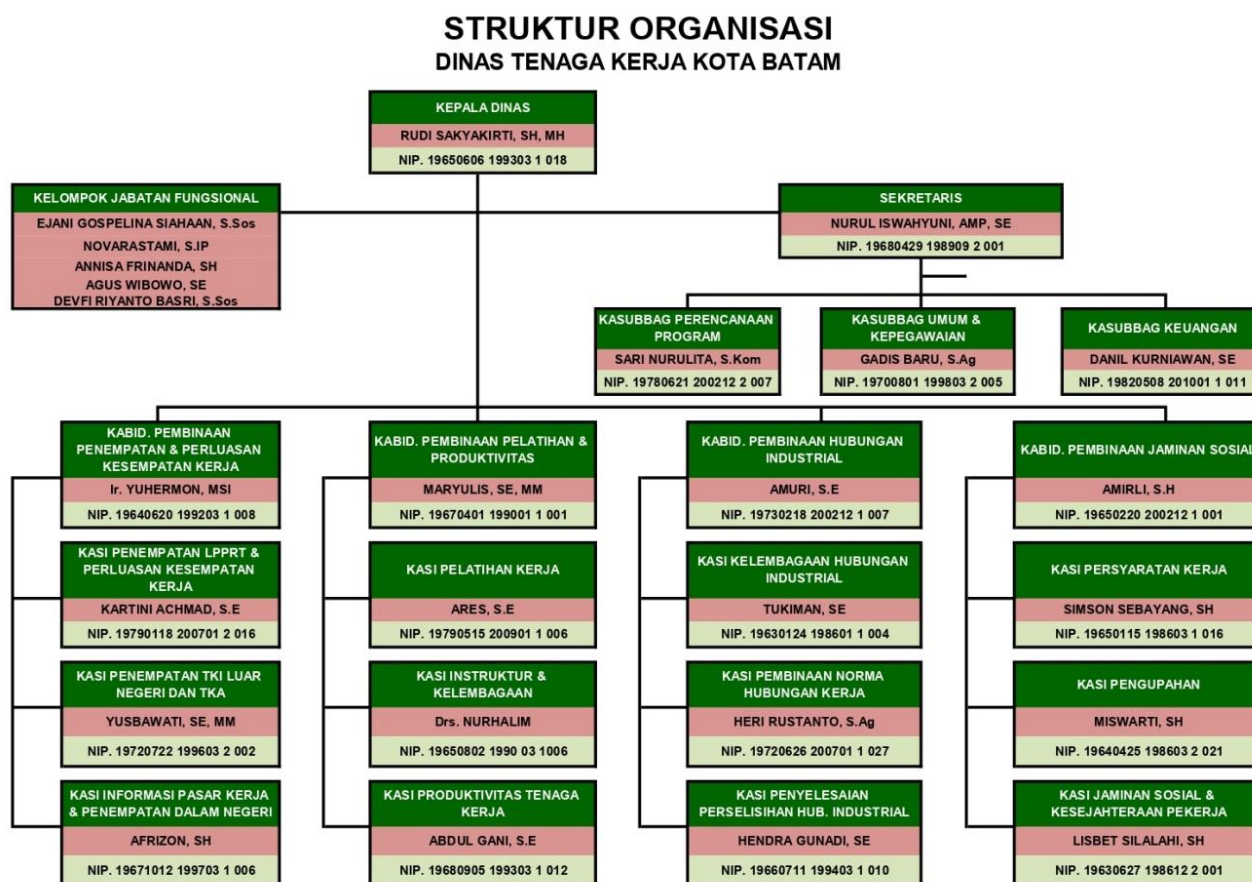 STRUKTUR ORGANISASI
DINAS TENAGA KERJA KOTA BATAM
KEPALA DINAS
RUDI SAKYAKIRTI, SH, MH
NIP. 19650606 199303 1 018
KELOMPOK JABATAN FUNGSIONAL
EJANI GOSPELINA SIAHAAN, S.Sos
NOVARASTAMI, S.IP
ANNISA FRINANDA, SH
AGUS WIBOWO, SE
DEVFI RIYANTO BASRI, S.Sos
SEKRETARIS
NURUL ISWAHYUNI, AMP, SE
NIP. 19680429 198909 2 001
KASUBBAG PERENCANAAN
PROGRAM
SARI NURULITA, S.Kom
NIP. 19780621 200212 2 007
KASUBBAG UMUM &
KEPEGAWAIAN
GADIS BARU, S.Ag
NIP. 19700801 199803 2 005
KASUBBAG KEUANGAN
DANIL KURNIAWAN, SE
NIP. 19820508 201001 1 011
KABID. PEMBINAAN
PENEMPATAN & PERLUASAN
KESEMPATAN KERJA
Ir. YUHERMON, MSI
NIP. 19640620 199203 1 008
KASI PENEMPATAN LPPRT &
PERLUASAN KESEMPATAN
KERJA
KARTINI ACHMAD, S.E
NIP. 19790118 200701 2 016
KASI PENEMPATAN TKI LUAR
NEGERI DAN TKA
YUSBAWATI, SE, MM
NIP. 19720722 199603 2 002
KASI INFORMASI PASAR KERJA
& PENEMPATAN DALAM NEGERI
AFRIZON, SH
NIP. 19671012 199703 1 006
KABID. PEMBINAAN PELATIHAN &
PRODUKTIVITAS
MARYULIS, SE, MM
NIP. 19670401 199001 1 001
KASI PELATIHAN KERJA
ARES, S.E
NIP. 19790515 200901 1 006
KASI INSTRUKTUR &
KELEMBAGAAN
Drs. NURHALIM
NIP. 19650802 1990 03 1006
KASI PRODUKTIVITAS TENAGA
KERJA
ABDUL GANI, S.E
NIP. 19680905 199303 1 012
KABID. PEMBINAAN HUBUNGAN
INDUSTRIAL
AMURI, S.E
NIP. 19730218 200212 1 007
KASI KELEMBAGAAN HUBUNGAN
INDUSTRIAL
TUKIMAN, SE
NIP. 19630124 198601 1 004
KASI PEMBINAAN NORMA
HUBUNGAN KERJA
HERI RUSTANTO, S.Ag
NIP. 19720626 200701 1 027
KASI PENYELESAIAN
PERSELISIHAN HUB. INDUSTRIAL
HENDRA GUNADI, SE
NIP. 19660711 199403 1 010
KABID. PEMBINAAN JAMINAN SOSIAL
AMIRLI, S.H
NIP. 19650220 200212 1 001
KASI PERSYARATAN KERJA
SIMSON SEBAYANG, SH
NIP. 19650115 198603 1 016
KASI PENGUPAHAN
MISWARTI, SH
NIP. 19640425 198603 2 021
KASI JAMINAN SOSIAL &
KESEJAHTERAAN PEKERJA
LISBET SILALAHI, SH
NIP. 19630627 198612 2 001